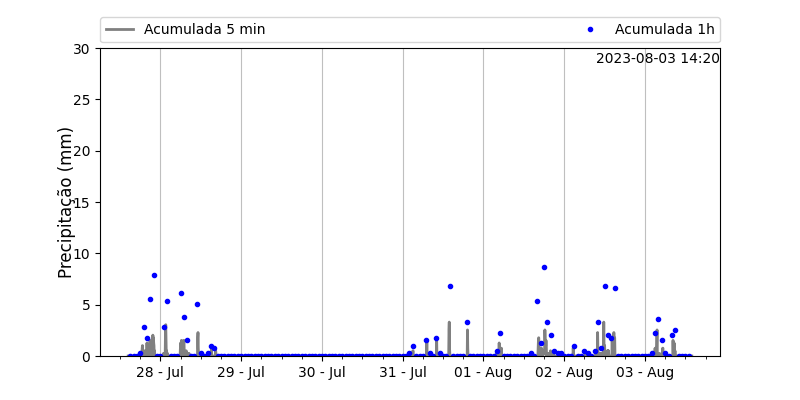 Acumulada 5 min
Acumulada 1h
2023-08-03 14:20
Precipitação (mm)
30
25
20
15
10
5
0
28 - Jul
29 - Jul
30 - Jul
31 - Jul
01 - Aug
02 - Aug
03 - Aug